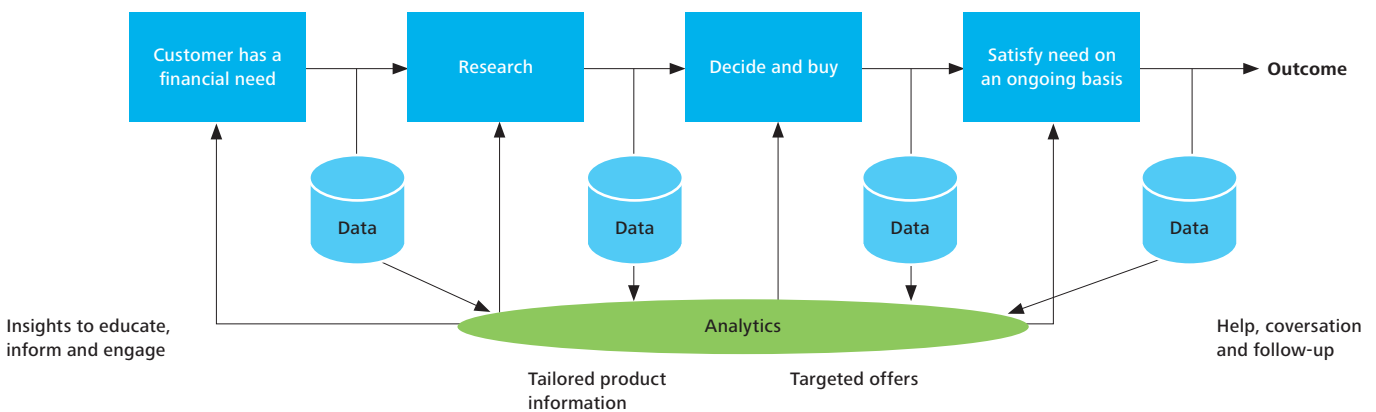 Customer has a
financial need
Research
Decide and buy
Satisfy need on
an ongoing basis
Outcome
Data
Data
Data
Data
Analytics
Insights to educate,
inform and engage
Tailored product
information
Targeted offers
Help, coversation
and follow-up